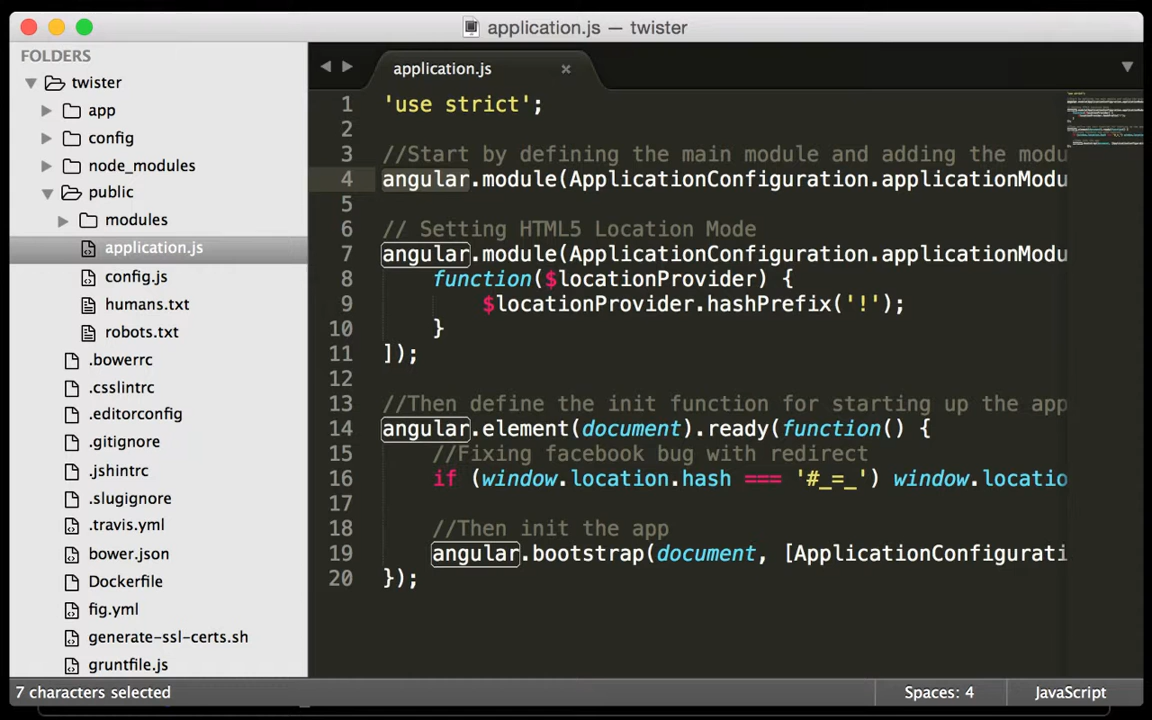 application.js — twister
FOLDERS
twister
app
config
node_modules
public
modules
application.js
config.js
humans.txt
robots.txt
.bowerrc
.csslintrc
.editorconfig
.gitignore
.jshintrc
.slugignore
.travis.yml
bower.json
Dockerfile
fig.yml
generate-ssl-certs.sh
gruntfile.js
application.js
1 'use strict';
2
3 //Start by defining the main module and adding the modu
4 angular.module(ApplicationConfiguration.applicationModu
5
6 // Setting HTML5 Location Mode
7 angular.module(ApplicationConfiguration.applicationModu
8 function($locationProvider) {
9 $locationProvider.hashPrefix('!');
10 }
11 ]);
12
13 //Then define the init function for starting up the app
14 angular.element(document).ready(function() {
15 //Fixing facebook bug with redirect
16 if (window.location.hash === '#_=_') window.locatio
17
18 //Then init the app
19 angular.bootstrap(document, [ApplicationConfigurati
20 });
7 characters selected
Spaces: 4
JavaScript